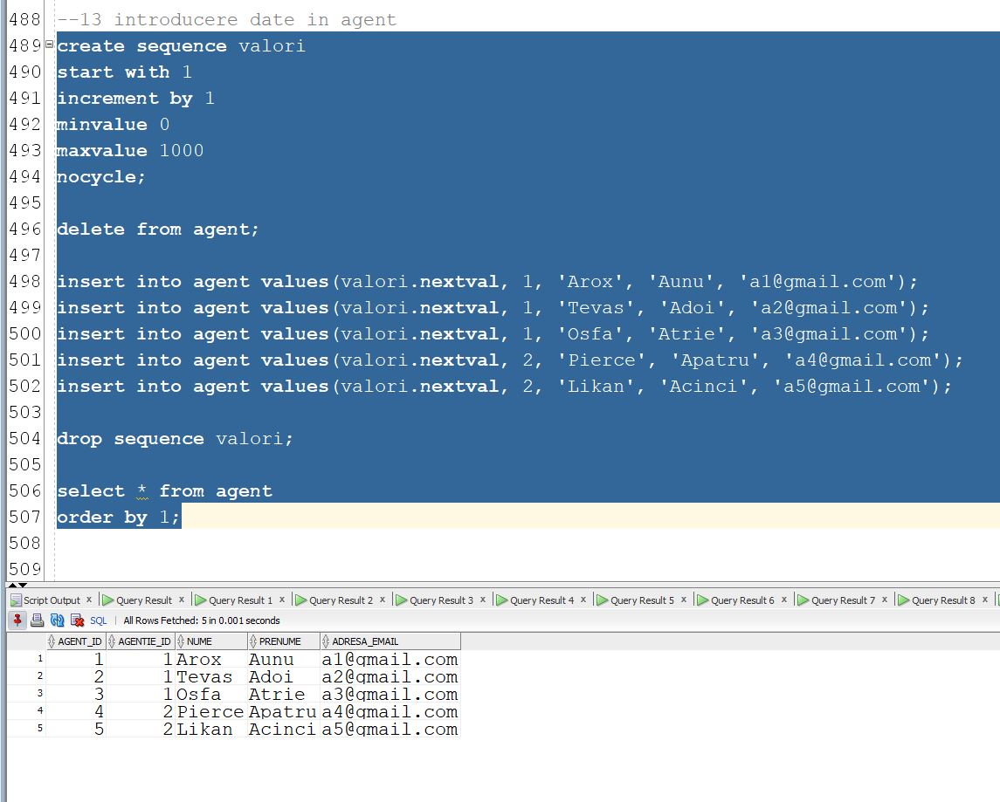 488 --13 introducere date in agent
489 create sequence valori
490 start with 1
491 increment by 1
492 minvalue 0
493 maxvalue 1000
494 nocycle;
495
496 delete from agent;
497
498 insert into agent values(valori.nextval, 1, 'Arox', 'Aunu', 'a1@gmail.com');
499 insert into agent values(valori.nextval, 1, 'Tevas', 'Adoi', 'a2@gmail.com');
500 insert into agent values(valori.nextval, 1, 'Osfa', 'Atrie', 'a3@gmail.com');
501 insert into agent values(valori.nextval, 2, 'Pierce', 'Apatru', 'a4@gmail.com');
502 insert into agent values(valori.nextval, 2, 'Likan', 'Acinci', 'a5@gmail.com');
503
504 drop sequence valori;
505
506 select * from agent
507 order by 1;
508
509
Script Output x Query Result x Query Result 1 x Query Result 2 x Query Result 3 x Query Result 4 x Query Result 5 x Query Result 6 x Query Result 7 x Query Result 8 x
SQL | All Rows Fetched: 5 in 0.001 seconds
AGENT_ID AGENTIE_ID NUME PRENUME ADRESA_EMAIL
1 1 1 Arox Aunu a1@gmail.com
2 2 1 Tevas Adoi a2@gmail.com
3 3 1 Osfa Atrie a3@gmail.com
4 4 2 Pierce Apatru a4@gmail.com
5 5 2 Likan Acinci a5@gmail.com